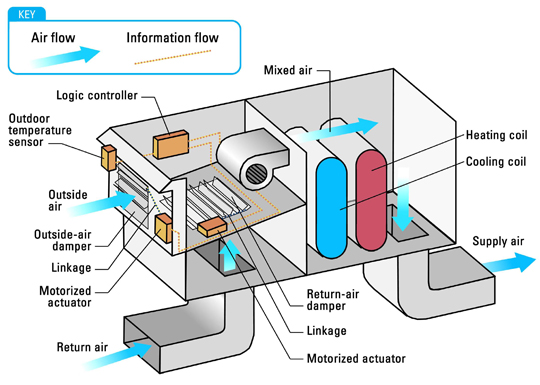 KEY
Air flow
Information flow
Mixed air
Logic controller
Outdoor
temperature
sensor
Heating coil
Cooling coil
Outside
air
Outside-air
damper
Linkage
Motorized
actuator
Supply air
Return-air
damper
Linkage
Motorized actuator
Return air